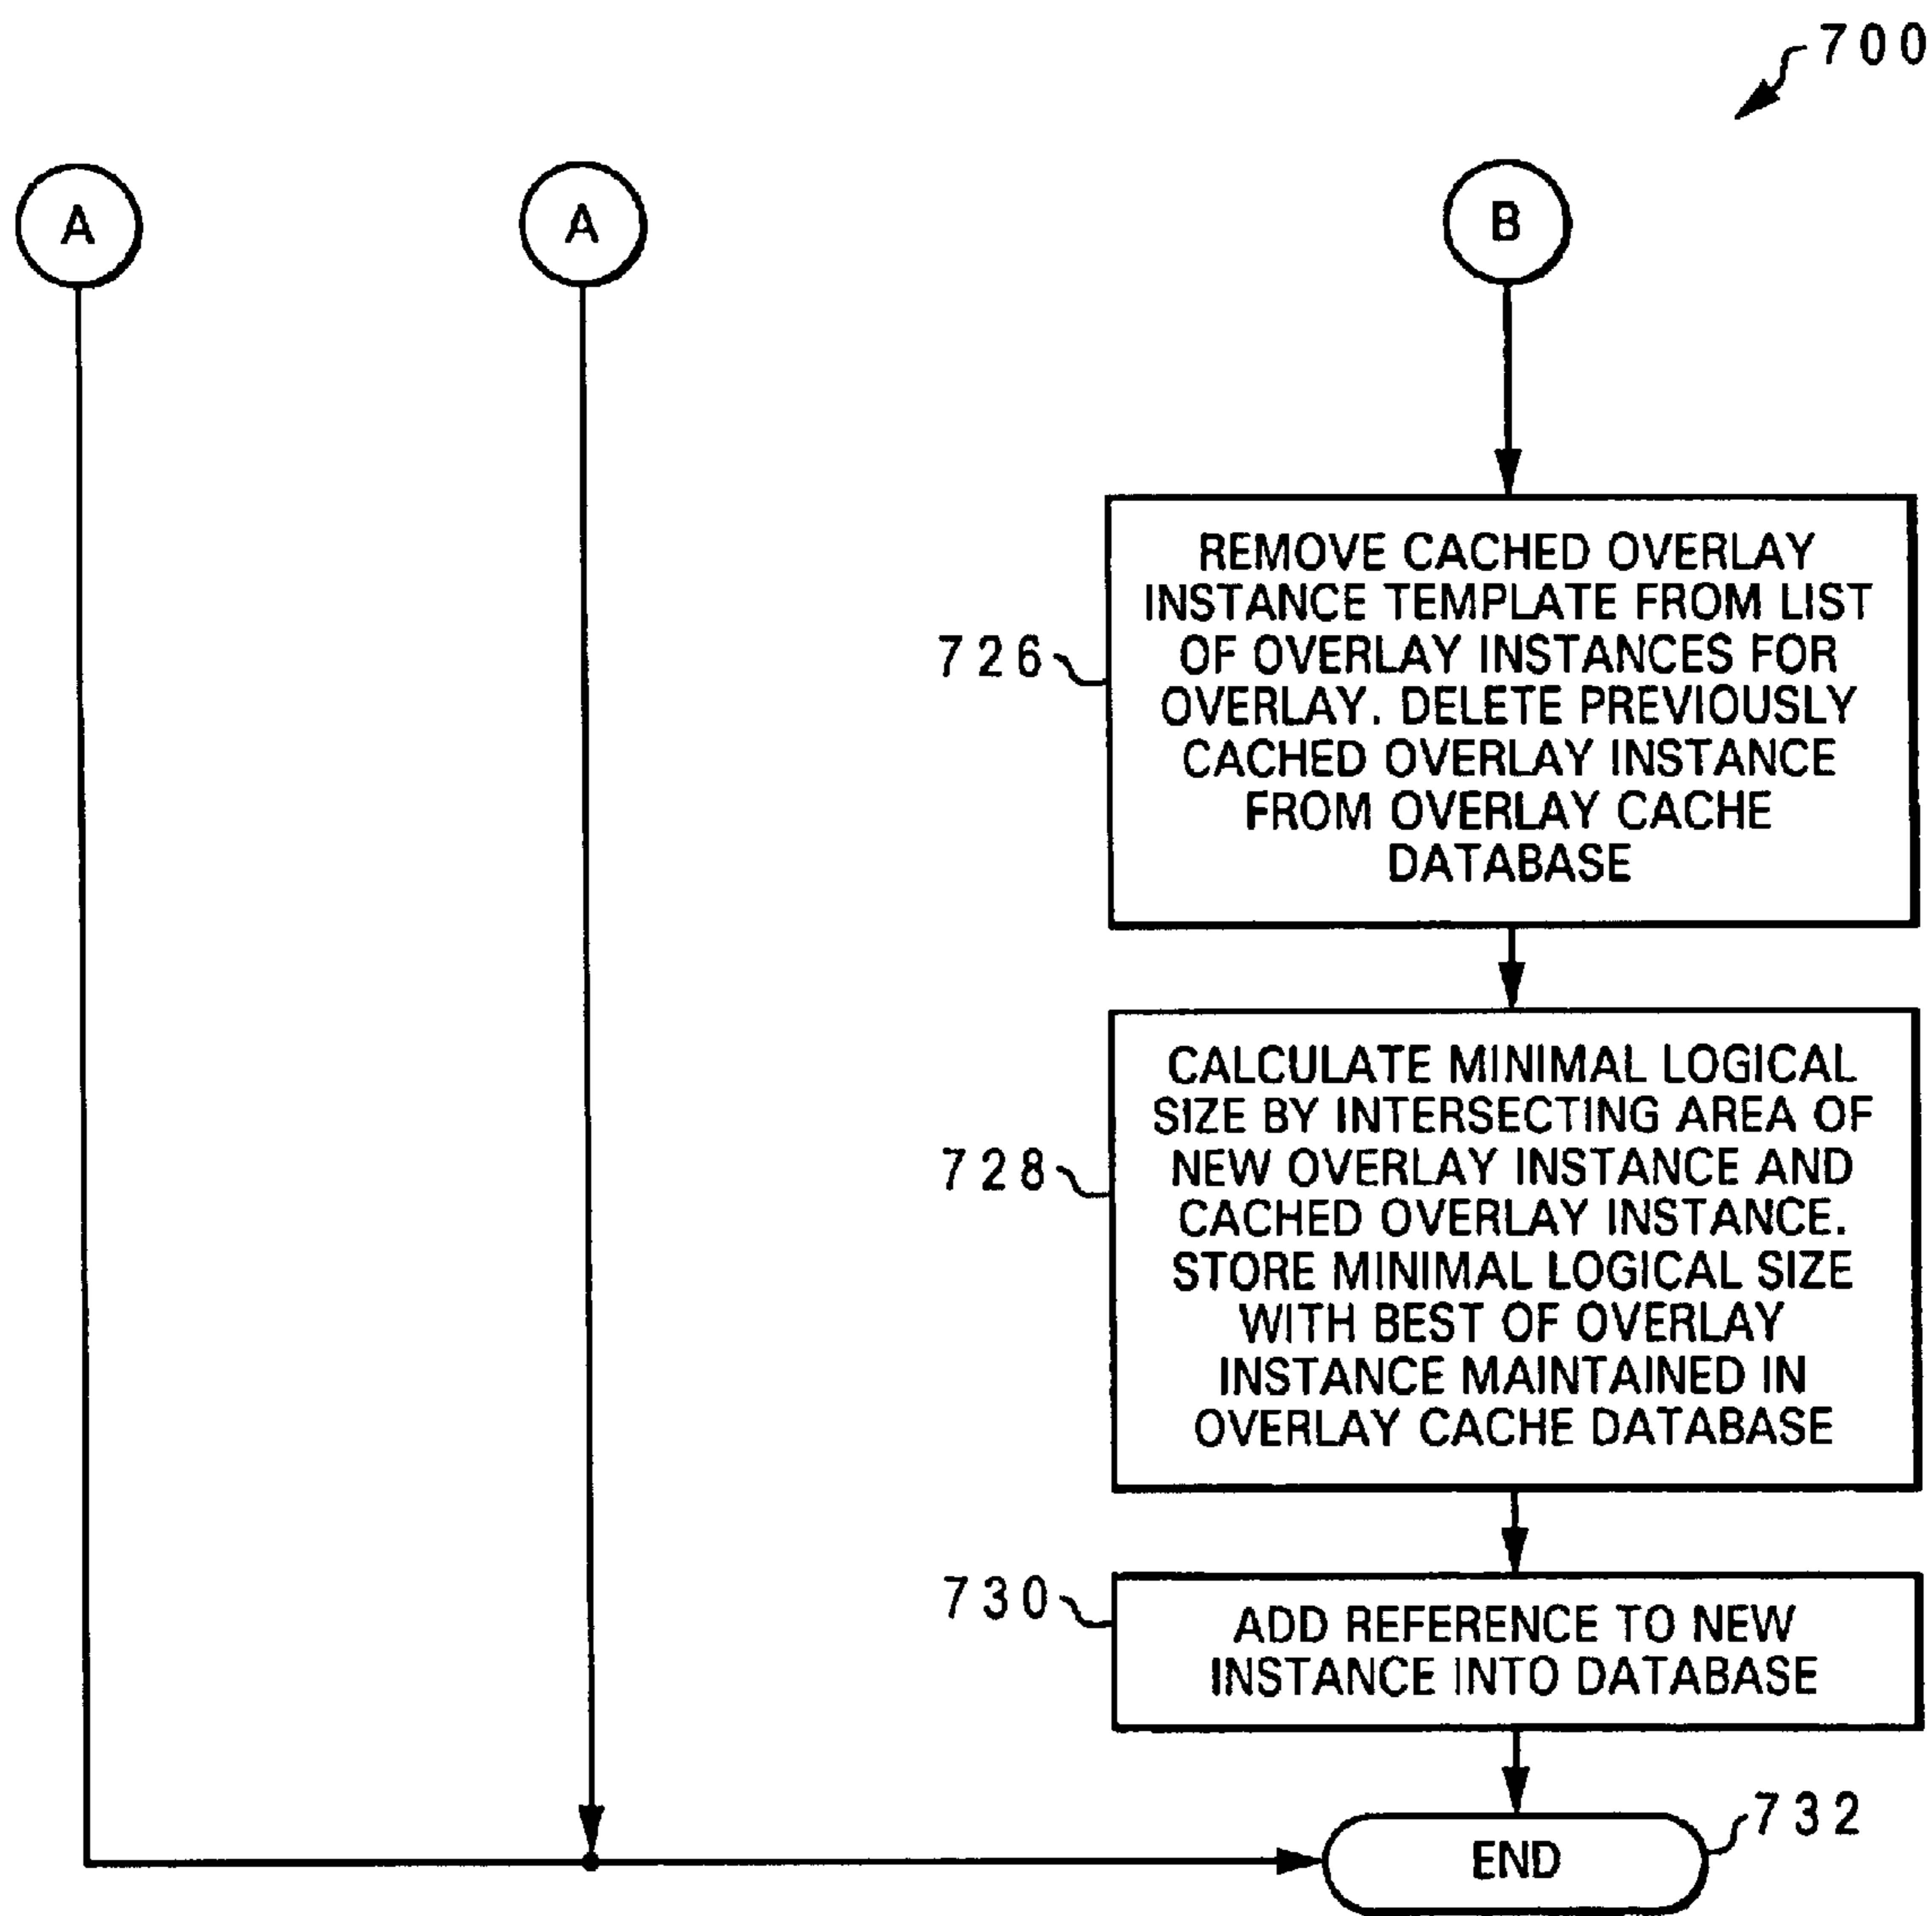 700
A
A
B
726
REMOVE CACHED OVERLAY
INSTANCE TEMPLATE FROM LIST
OF OVERLAY INSTANCES FOR
OVERLAY. DELETE PREVIOUSLY
CACHED OVERLAY INSTANCE
FROM OVERLAY CACHE
DATABASE
728
CALCULATE MINIMAL LOGICAL
SIZE BY INTERSECTING AREA OF
NEW OVERLAY INSTANCE AND
CACHED OVERLAY INSTANCE.
STORE MINIMAL LOGICAL SIZE
WITH BEST OF OVERLAY
INSTANCE MAINTAINED IN
OVERLAY CACHE DATABASE
730
ADD REFERENCE TO NEW
INSTANCE INTO DATABASE
732
END